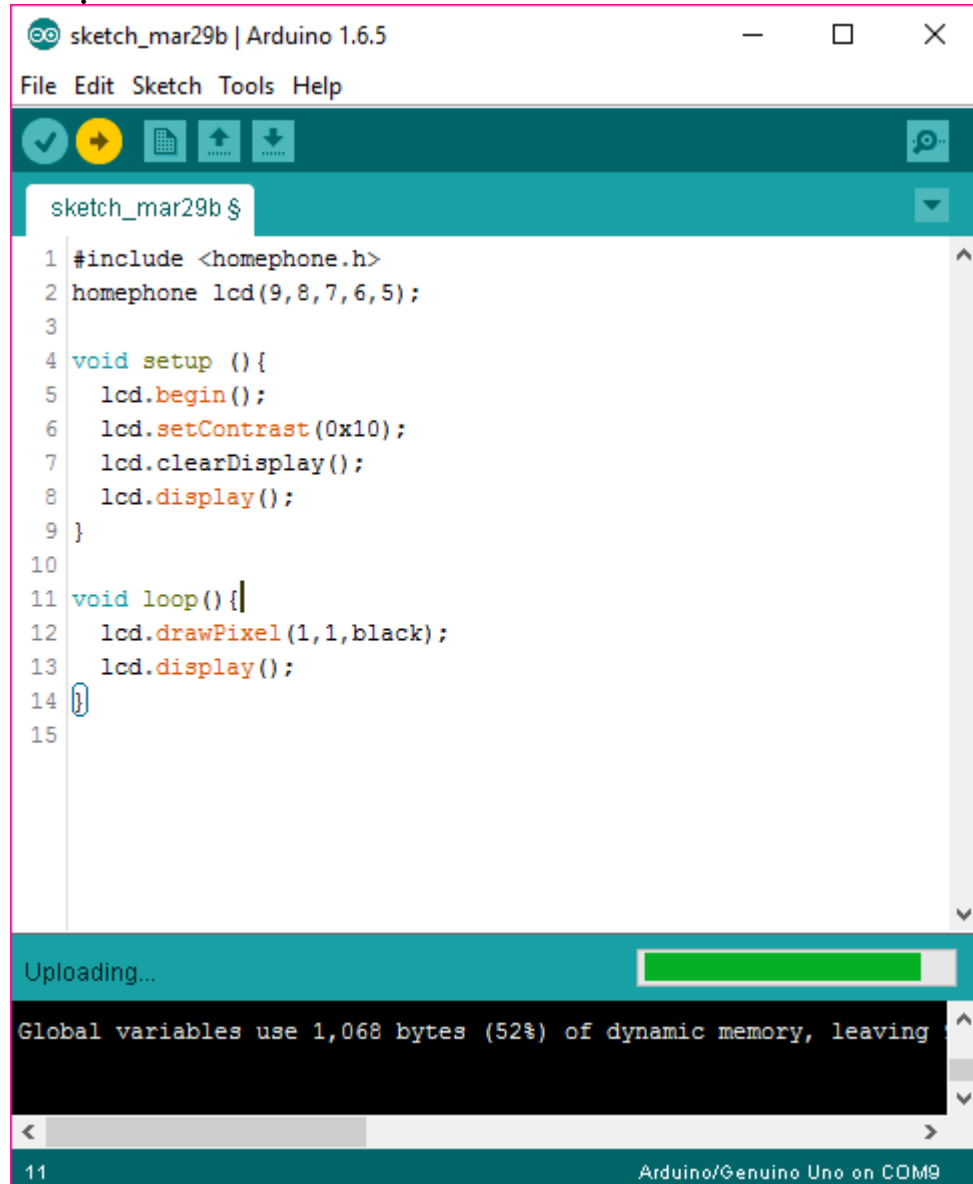 sketch_mar29b | Arduino 1.6.5
File Edit Sketch Tools Help
sketch_mar29b §
1 #include <homephone.h>
2 homephone lcd(9,8,7,6,5);
3
4 void setup (){
5   lcd.begin();
6   lcd.setContrast(0x10);
7   lcd.clearDisplay();
8   lcd.display();
9 }
10
11 void loop(){
12   lcd.drawPixel(1,1,black);
13   lcd.display();
14 }
15
Uploading...
Global variables use 1,068 bytes (52%) of dynamic memory, leaving
11 Arduino/Genuino Uno on COM9